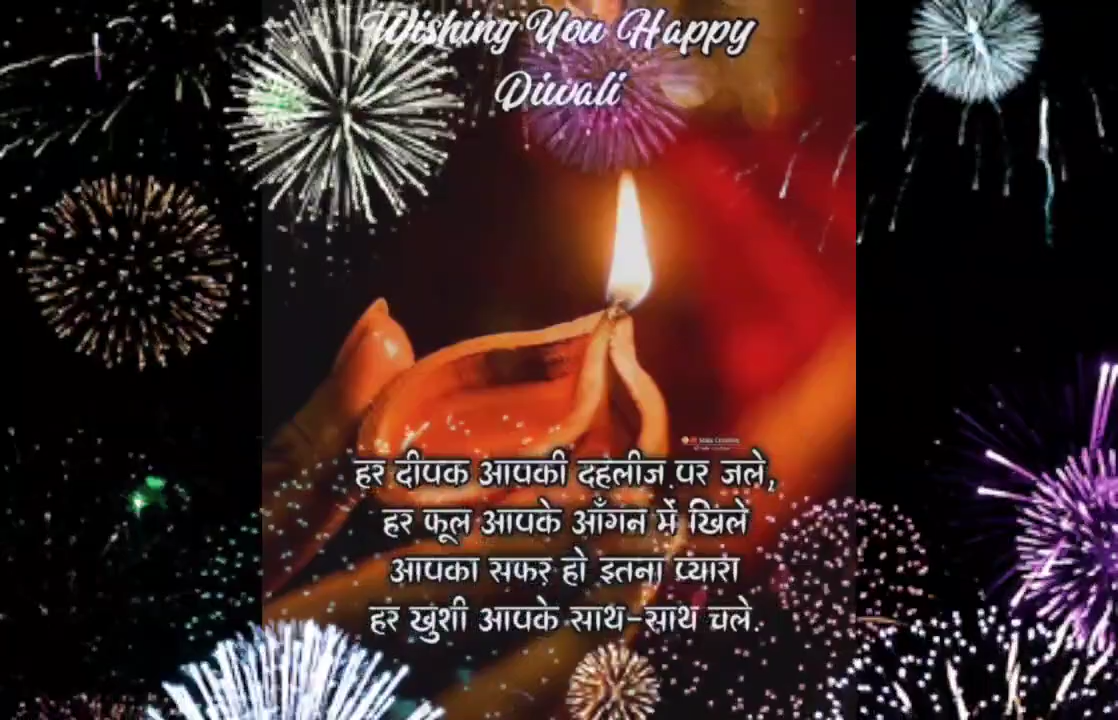 Wishing You Happy
Diwali
हर दीपक आपकी दहलीज पर जले,
हर फूल आपके आँगन में खिले
आपका सफर हो इतना प्यारा
हर खुशी आपके साथ-साथ चले.